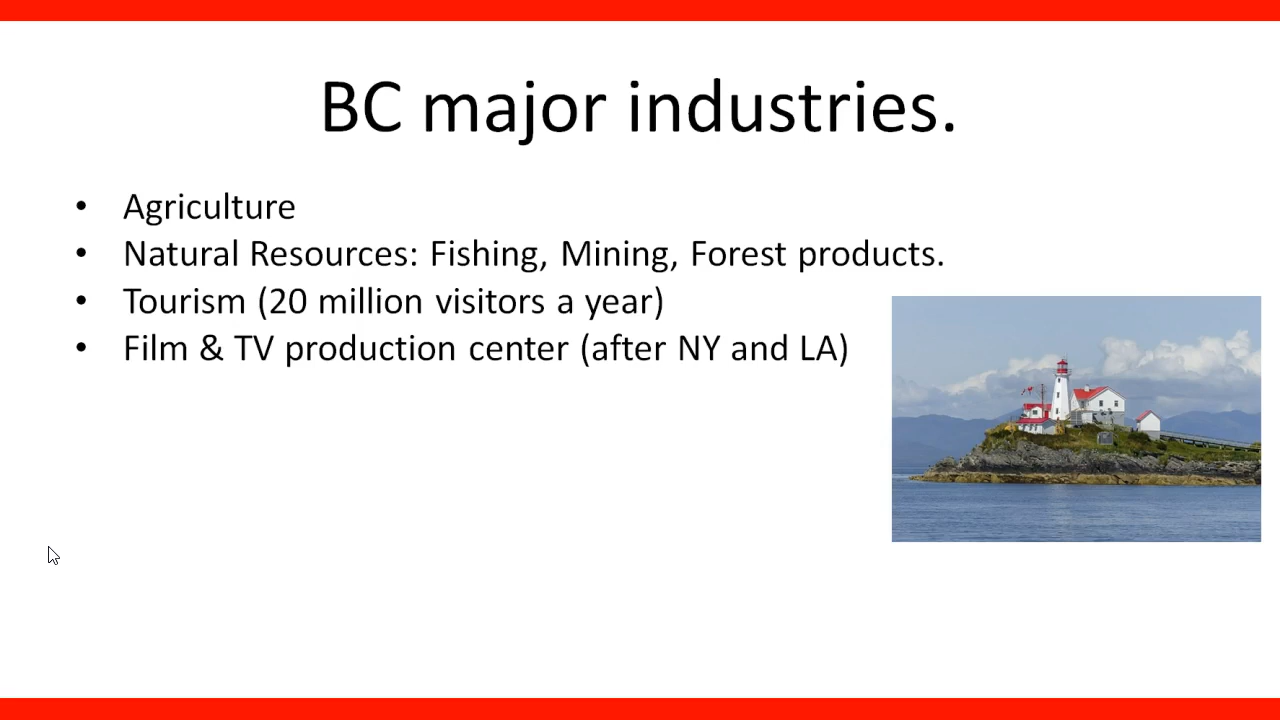 BC major industries.
• Agriculture
• Natural Resources: Fishing, Mining, Forest products.
• Tourism (20 million visitors a year)
• Film & TV production center (after NY and LA)